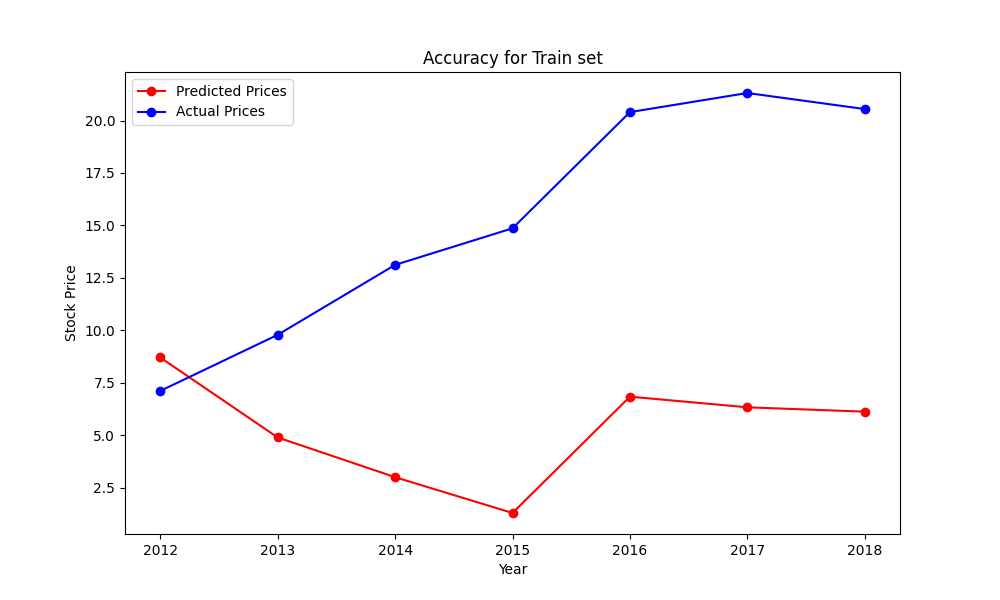 Accuracy for Train set
Predicted Prices
Actual Prices
20.0
17.5
15.0
12.5
10.0
7.5
5.0
2.5
Stock Price
2012 2013 2014 2015 2016 2017 2018
Year